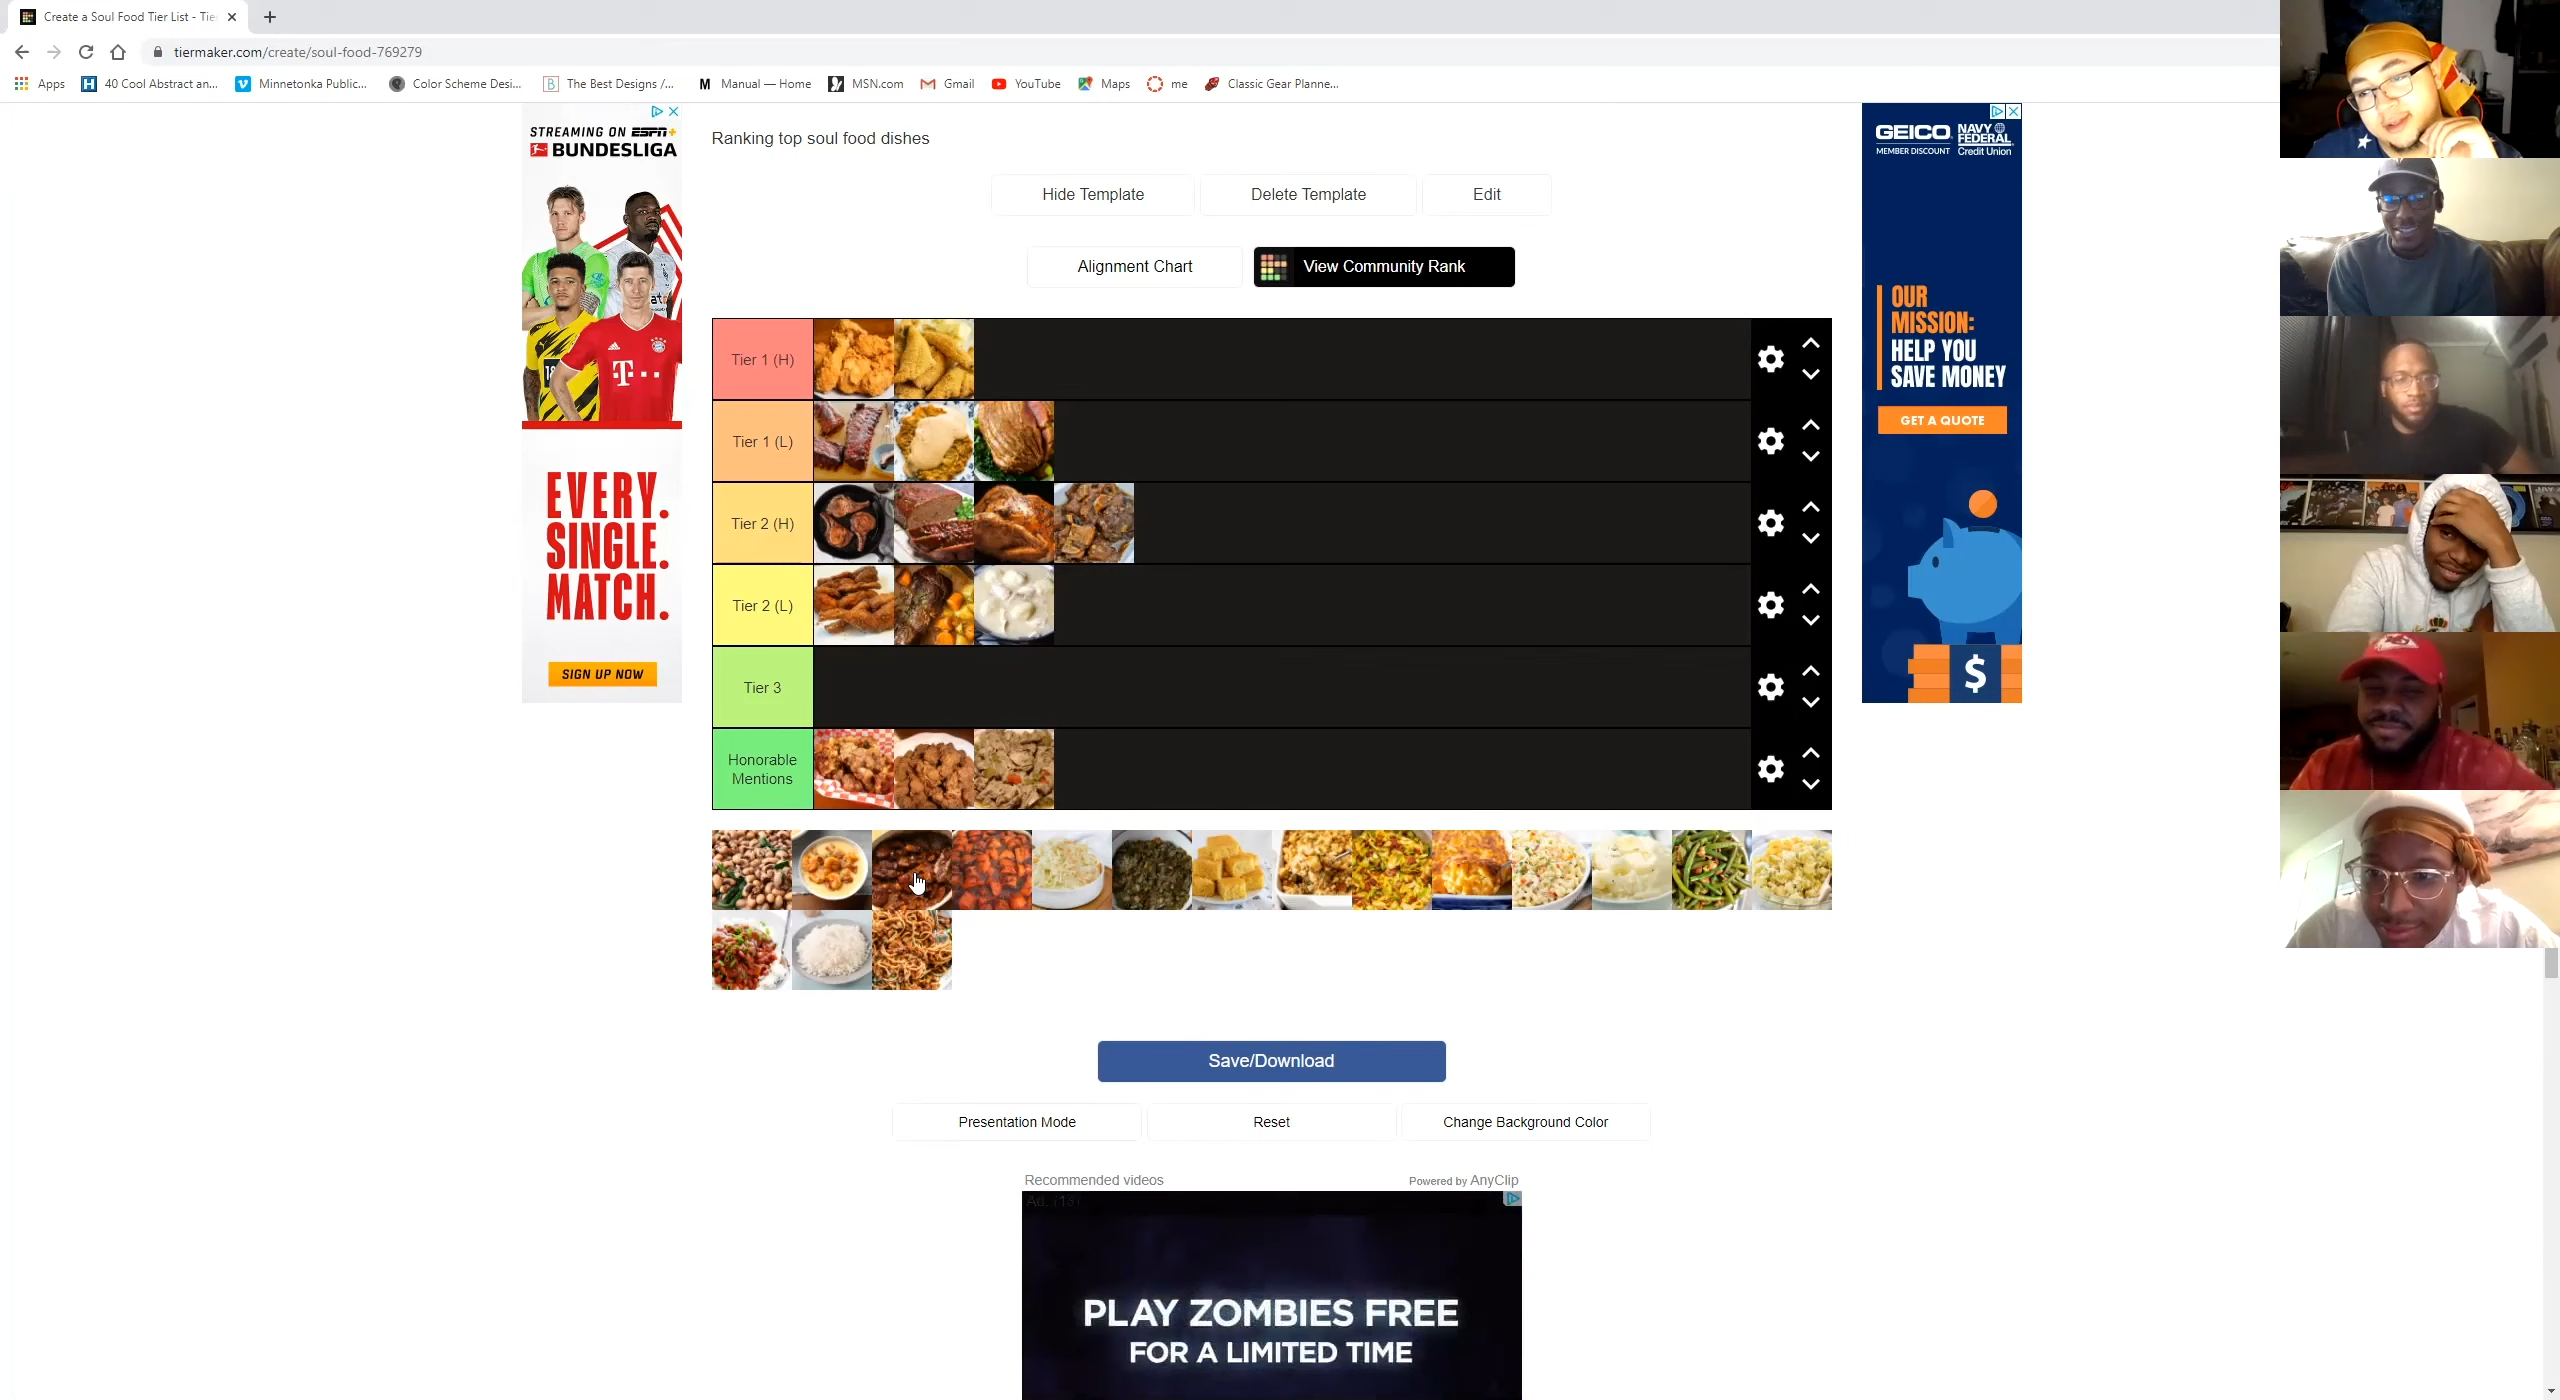 Create a Soul Food Tier List - Tie
tiermaker.com/create/soul-food-769279
Apps
40 Cool Abstract an...
Minnetonka Public...
Color Scheme Desi...
The Best Designs /...
Manual — Home
MSN.com
Gmail
YouTube
Maps
me
Classic Gear Planne...
STREAMING ON ESPN+
BUNDESLIGA
T
EVERY.
SINGLE.
MATCH.
SIGN UP NOW
Ranking top soul food dishes
Hide Template
Delete Template
Edit
Alignment Chart
View Community Rank
Tier 1 (H)
Tier 1 (L)
Tier 2 (H)
Tier 2 (L)
Tier 3
Honorable
Mentions
GEICO
MEMBER DISCOUNT
NAVY
FEDERAL
Credit Union
OUR
MISSION:
HELP YOU
SAVE MONEY
GET A QUOTE
$
Save/Download
Presentation Mode
Reset
Change Background Color
Recommended videos
Powered by AnyClip
Ad. (18)
PLAY ZOMBIES FREE
FOR A LIMITED TIME